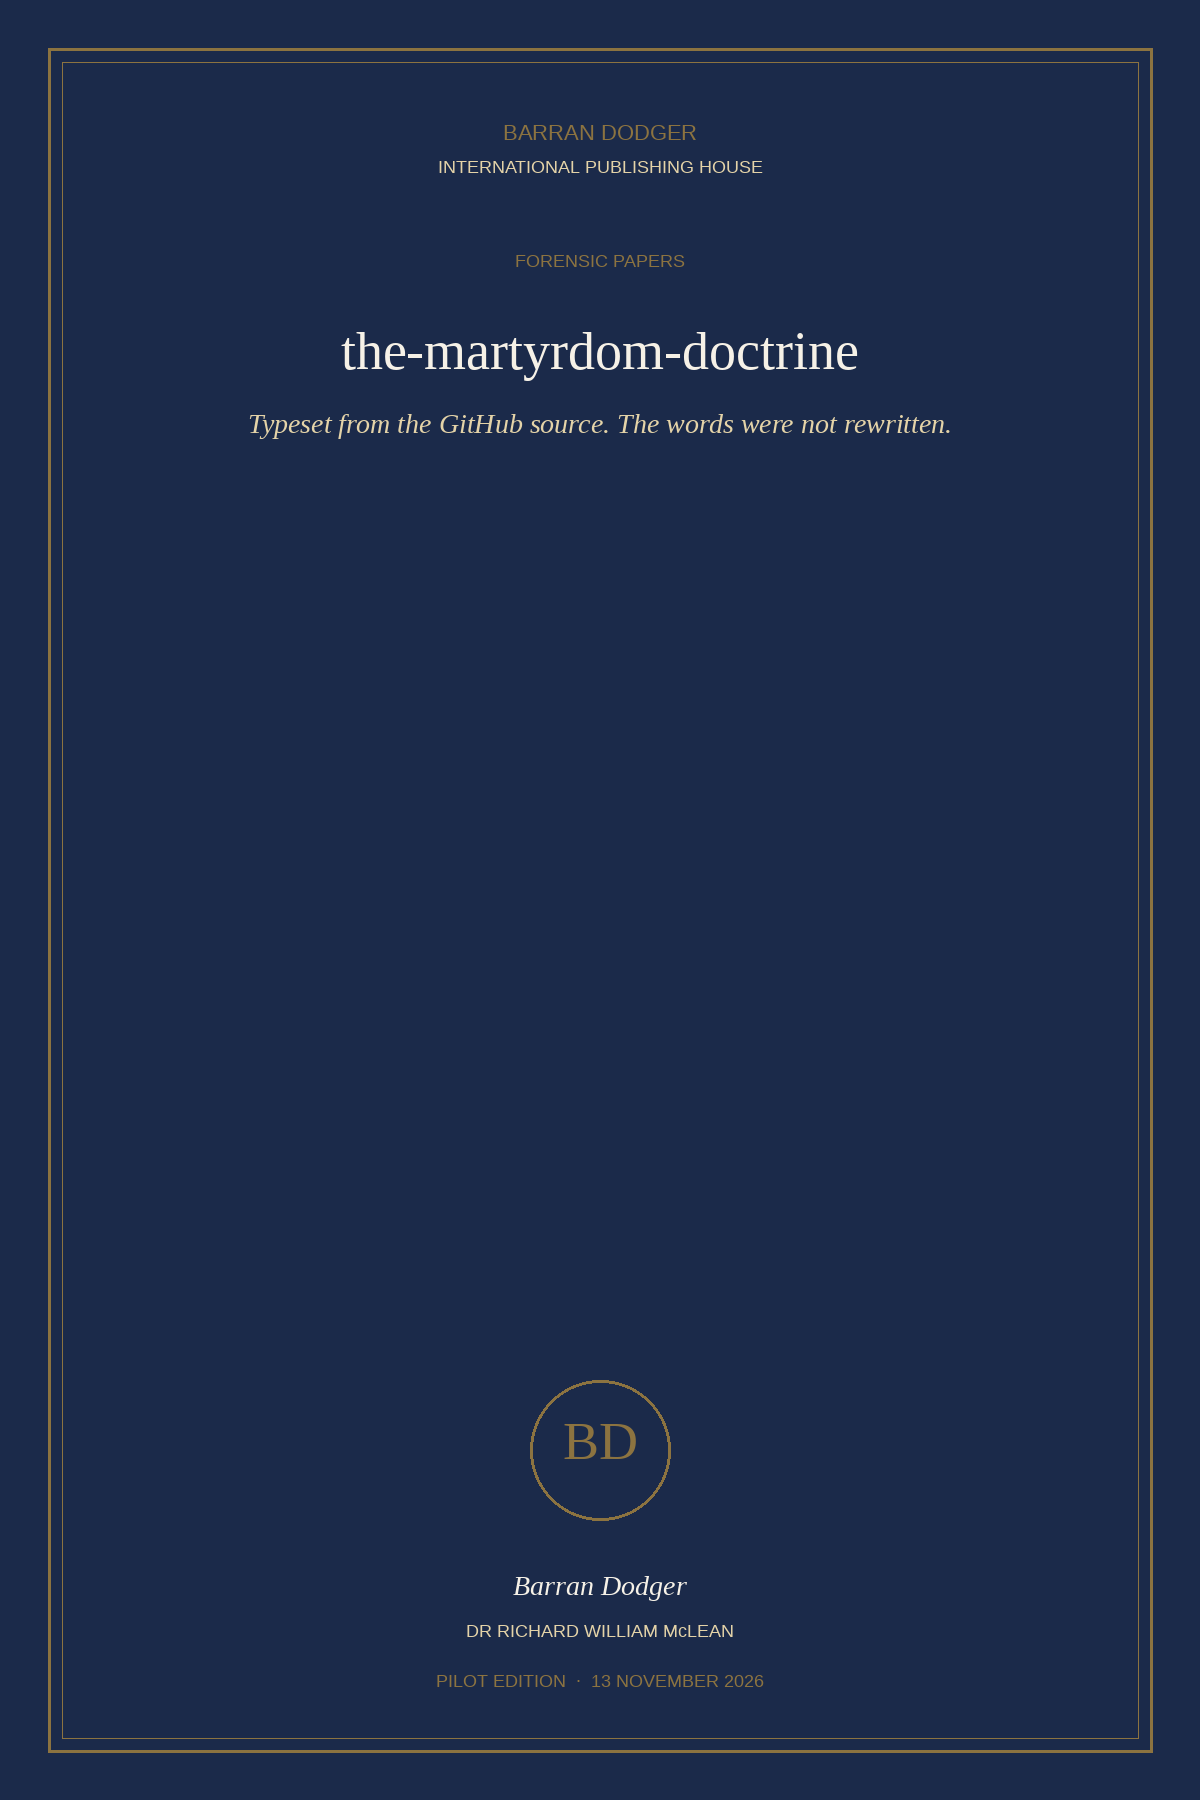 BARRAN DODGER
INTERNATIONAL PUBLISHING HOUSE
FORENSIC PAPERS
the-martyrdom-doctrine
Typeset from the GitHub source. The words were not rewritten.
BD
Barran Dodger
DR RICHARD WILLIAM McLEAN
PILOT EDITION · 13 NOVEMBER 2026